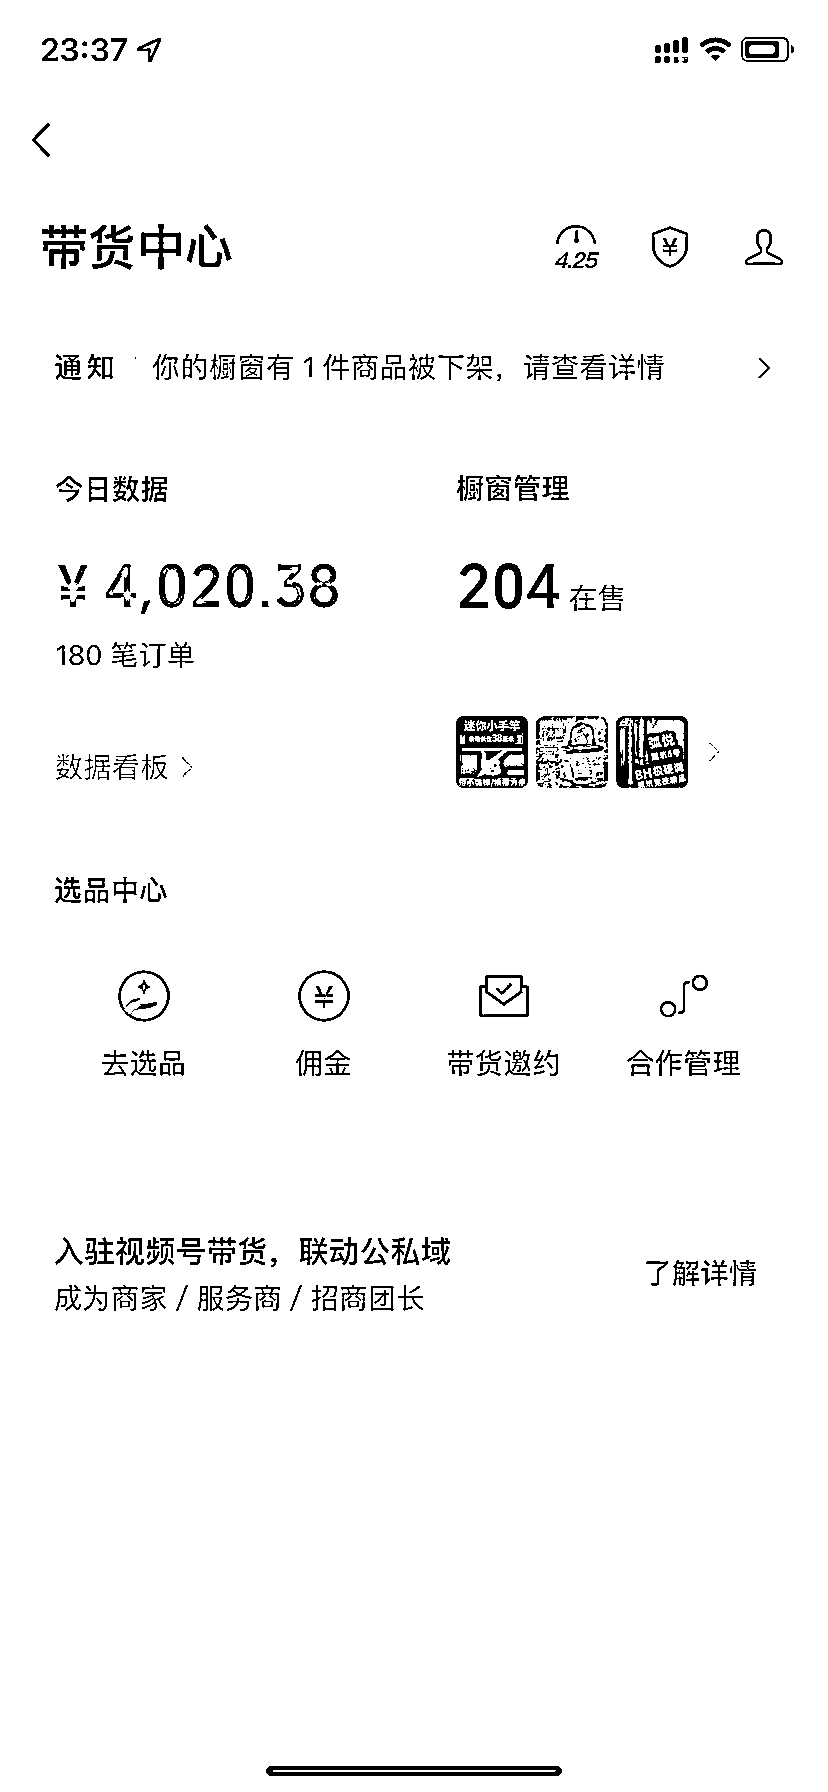 23:37
带货中心
4.25
通知 你的橱窗有 1 件商品被下架，请查看详情
今日数据
¥ 4,020.38
180 笔订单
数据看板
橱窗管理
204 在售
迷你小手竿
选品中心
去选品
佣金
带货邀约
合作管理
入驻视频号带货，联动公私域
成为商家 / 服务商 / 招商团长
了解详情